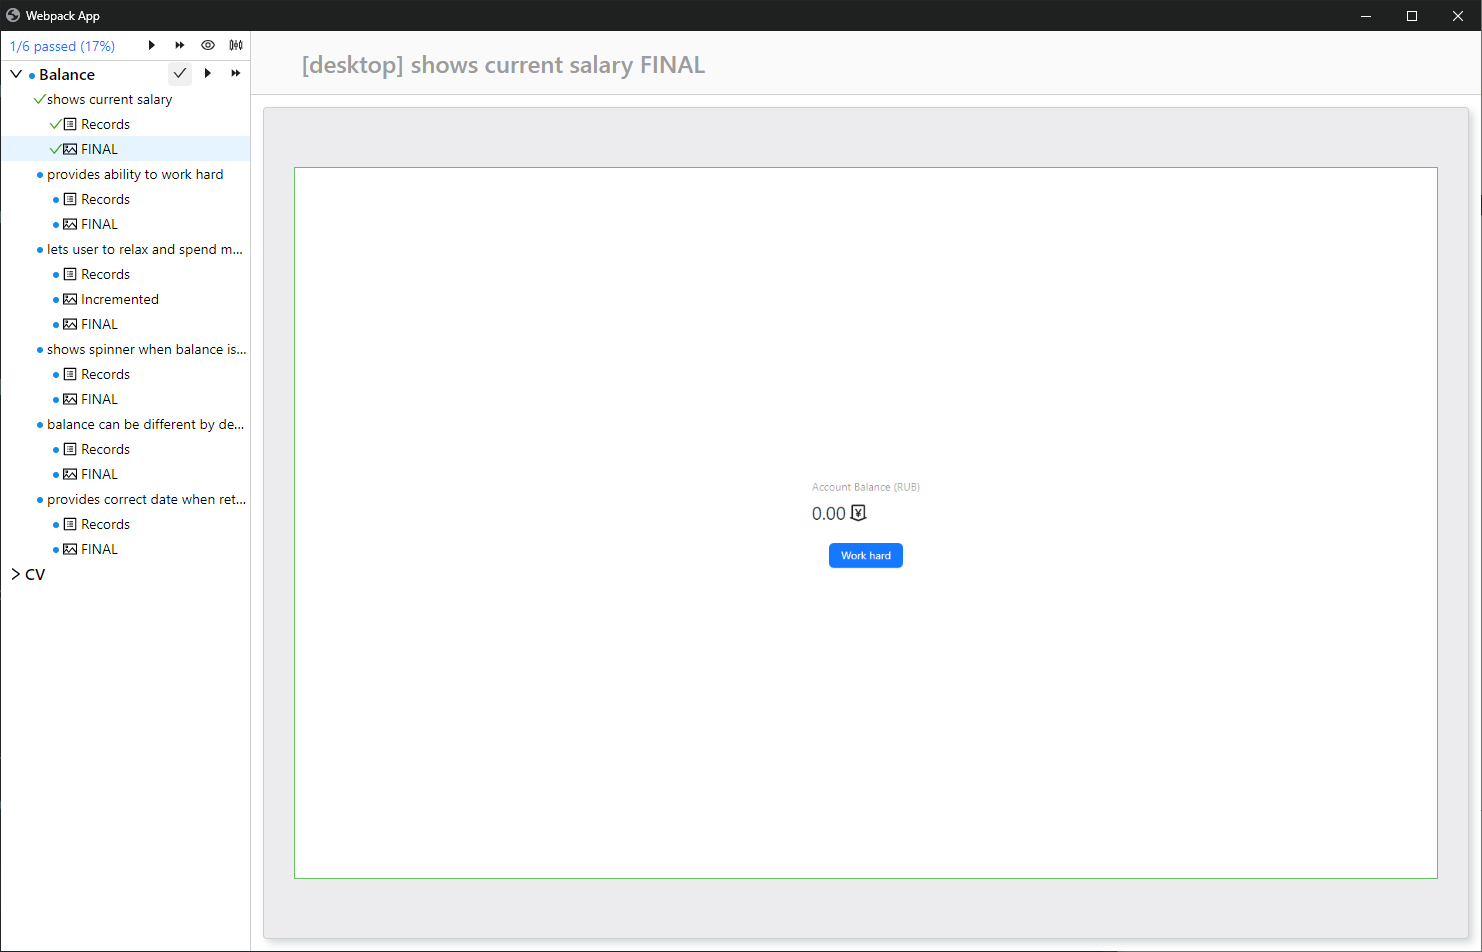 Webpack App
1/6 passed (17%)
Balance
shows current salary
Records
FINAL
provides ability to work hard
Records
FINAL
lets user to relax and spend m...
Records
Incremented
FINAL
shows spinner when balance is...
Records
FINAL
balance can be different by de...
Records
FINAL
provides correct date when ret...
Records
FINAL
CV
[desktop] shows current salary FINAL
Account Balance (RUB)
0.00 ¥
Work hard